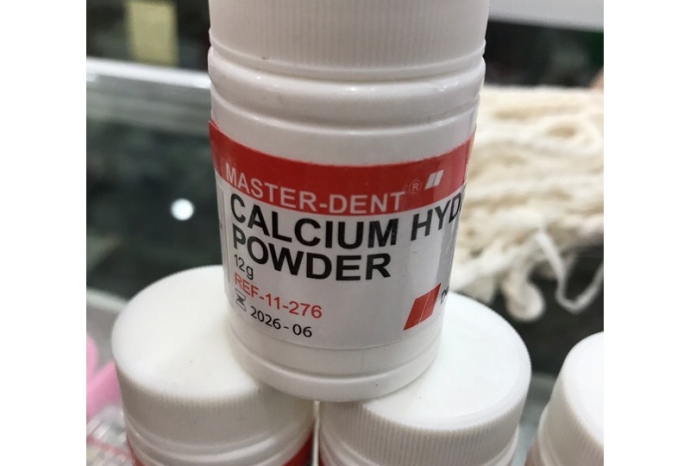 MASTER-DENT®
CALCIUM HYD
POWDER
12g
REF-11-276
2026-06